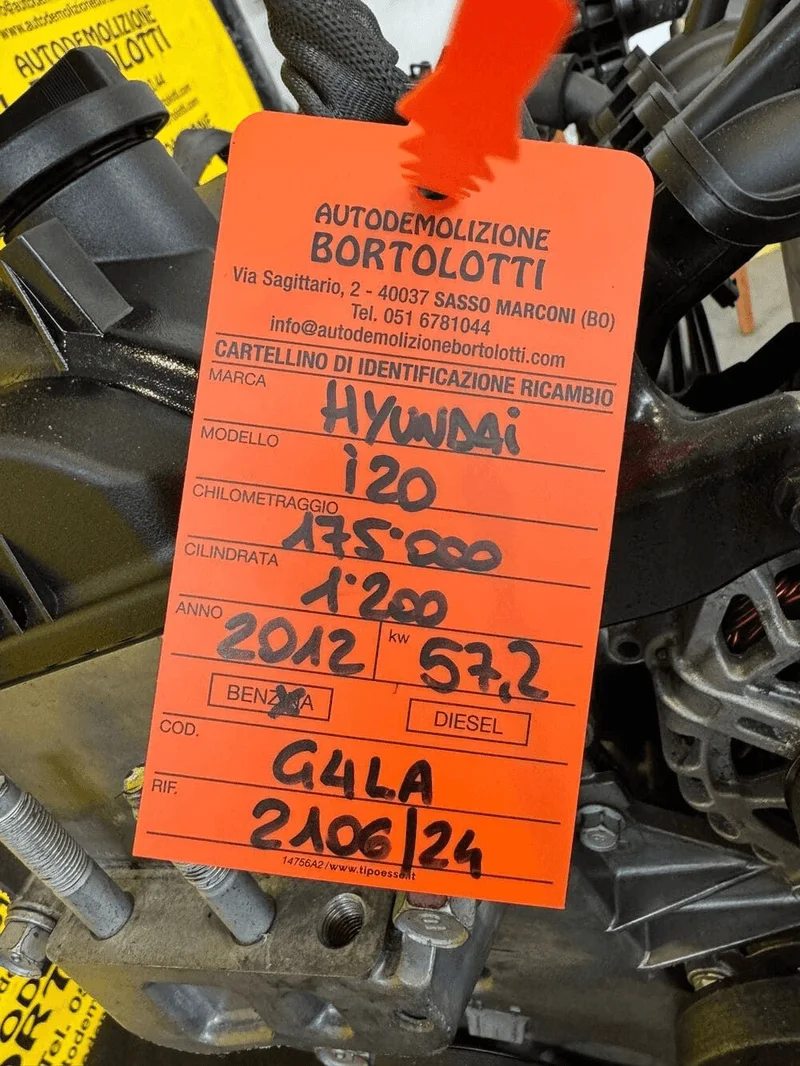 www.autodemolizione
AUTODEMOLIZIONE
BORTOLOTTI
AUTODEMOLIZIONE
BORTOLOTTI
Via Sagittario, 2 - 40037 SASSO MARCONI (BO)
Tel. 051 6781044
info@autodemolizionebortolotti.com
CARTELLINO DI IDENTIFICAZIONE RICAMBIO
MARCA HYUNDAi
MODELLO i20
CHILOMETRAGGIO 175.000
CILINDRATA 1.200
ANNO 2012 kw 57,2
BENZINA DIESEL
COD. G4LA
RIF. 2106/24
14756A2/www.tipoesse.it